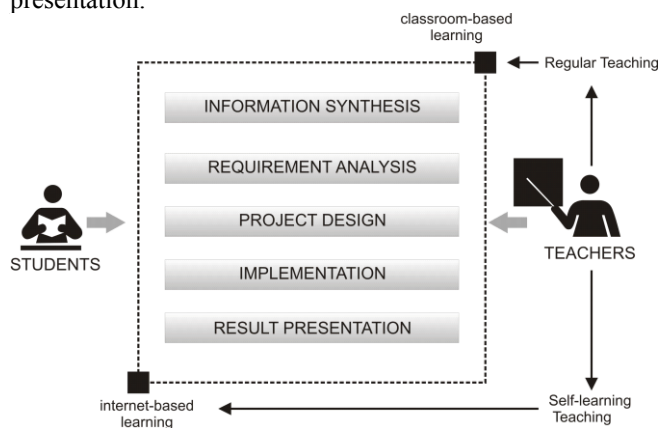 presentation.
classroom-based
learning
Regular Teaching
INFORMATION SYNTHESIS
REQUIREMENT ANALYSIS
PROJECT DESIGN
IMPLEMENTATION
RESULT PRESENTATION
STUDENTS
TEACHERS
internet-based
learning
Self-learning
Teaching